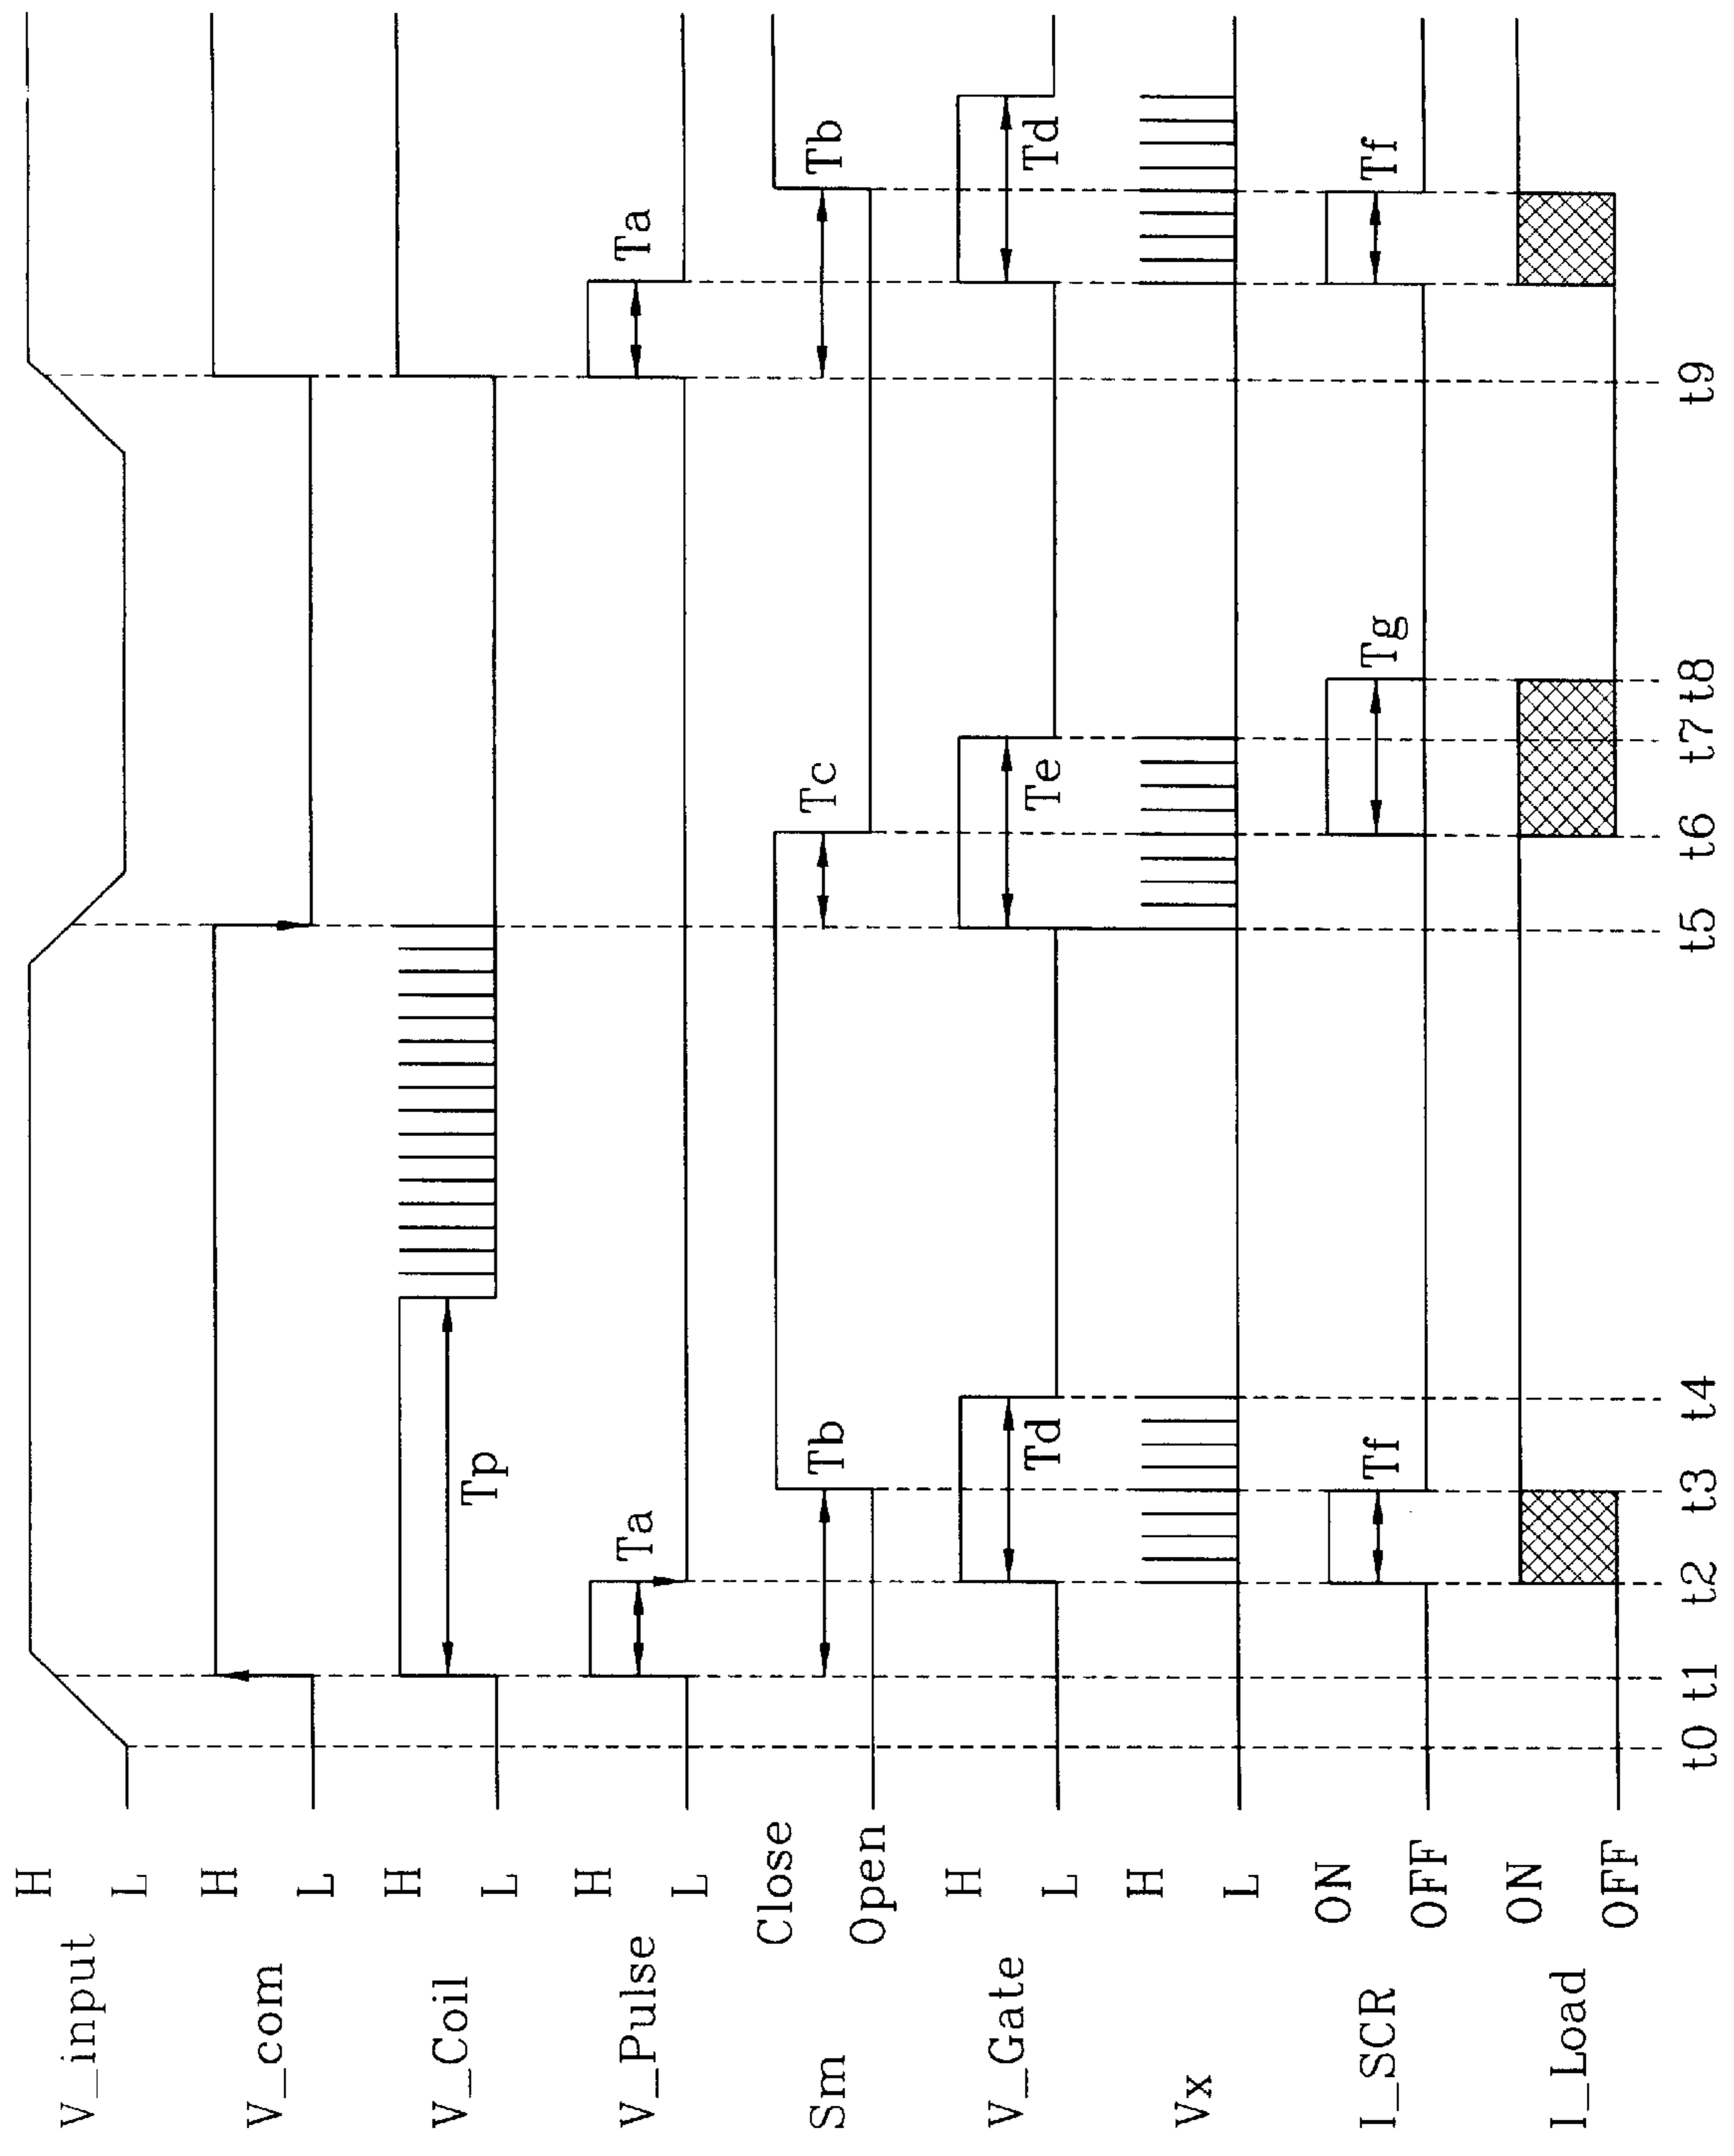 V_input H L
V_com H L
V_Coil H L
Tp
V_Pulse H L
Ta Ta
Sm Close Open
Tb Tc Tb
V_Gate H L
Td Te Td
Vx H L
I_SCR ON OFF
Tf Tg Tf
I_Load ON OFF
t0 t1 t2 t3 t4 t5 t6 t7 t8 t9